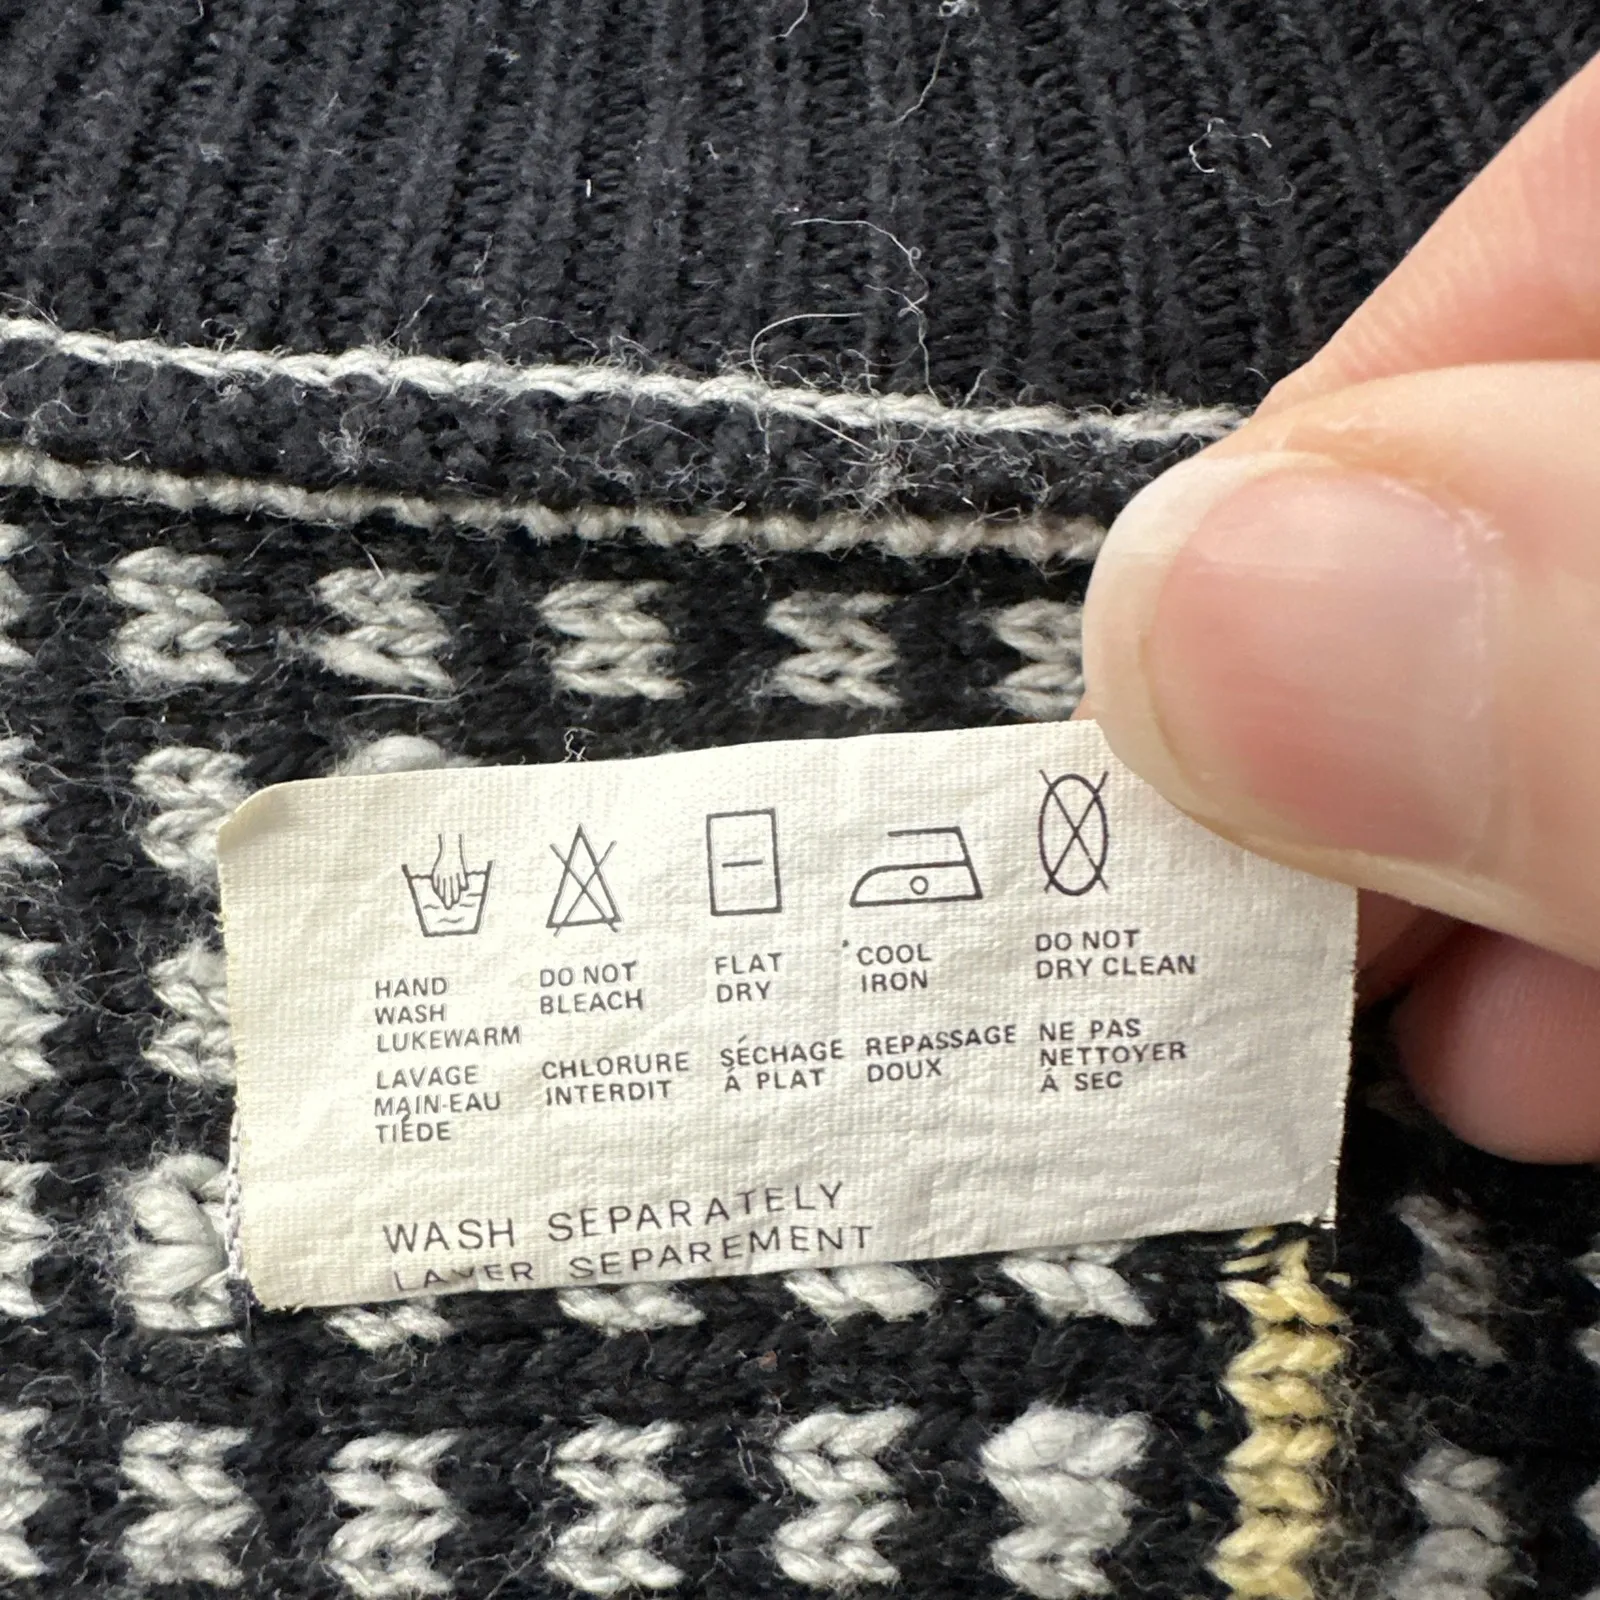 HAND
WASH
LUKEWARM
LAVAGE
MAIN-EAU
TIÉDE
DO NOT
BLEACH
CHLORURE
INTERDIT
FLAT
DRY
SÉCHAGE
À PLAT
COOL
IRON
REPASSAGE
DOUX
DO NOT
DRY CLEAN
NE PAS
NETTOYER
À SEC
WASH SEPARATELY
LAVER SEPAREMENT